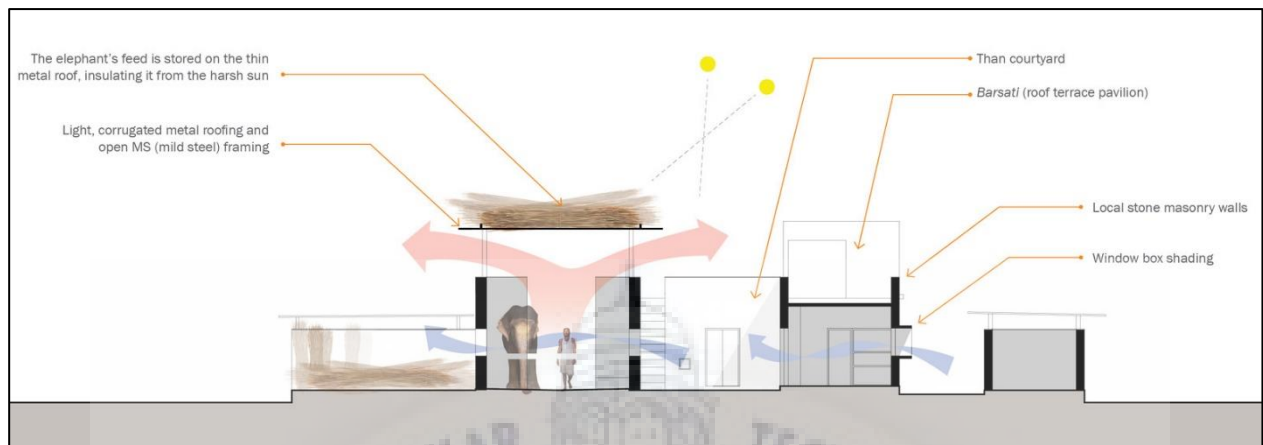 The elephant's feed is stored on the thin
metal roof, insulating it from the harsh sun
Light, corrugated metal roofing and
open MS (mild steel) framing
Than courtyard
Barsati (roof terrace pavilion)
Local stone masonry walls
Window box shading